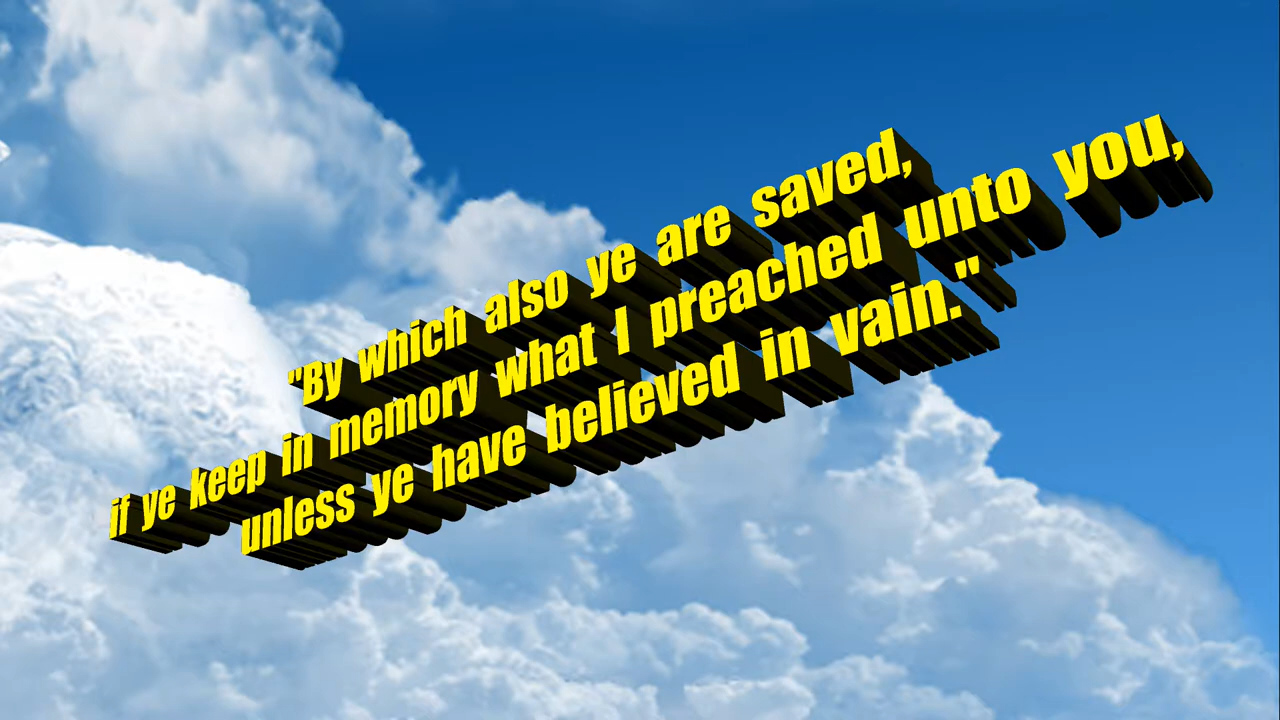 "By which also ye are saved,
if ye keep in memory what I preached unto you,
unless ye have believed in vain."